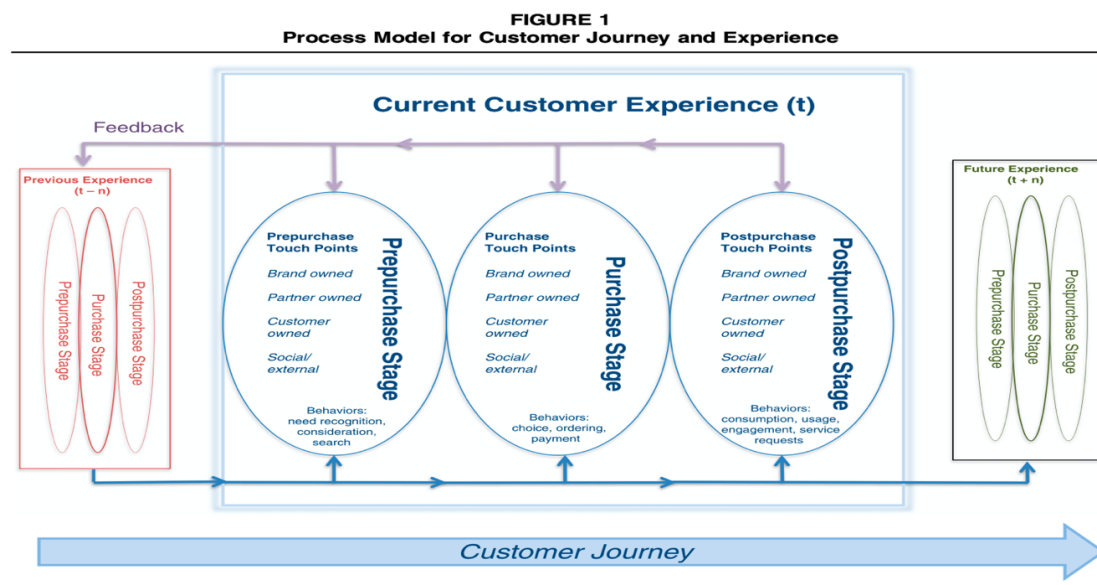 FIGURE 1
Process Model for Customer Journey and Experience
Current Customer Experience (t)
Feedback
Previous Experience
(t – n)
Prepurchase Stage
Purchase Stage
Postpurchase Stage
Prepurchase
Touch Points
Brand owned
Partner owned
Customer
owned
Social/
external
Prepurchase Stage
Behaviors:
need recognition,
consideration,
search
Purchase
Touch Points
Brand owned
Partner owned
Customer
owned
Social/
external
Purchase Stage
Behaviors:
choice, ordering,
payment
Postpurchase
Touch Points
Brand owned
Partner owned
Customer
owned
Social/
external
Postpurchase Stage
Behaviors:
consumption, usage,
engagement, service
requests
Future Experience
(t + n)
Prepurchase Stage
Purchase Stage
Postpurchase Stage
Customer Journey